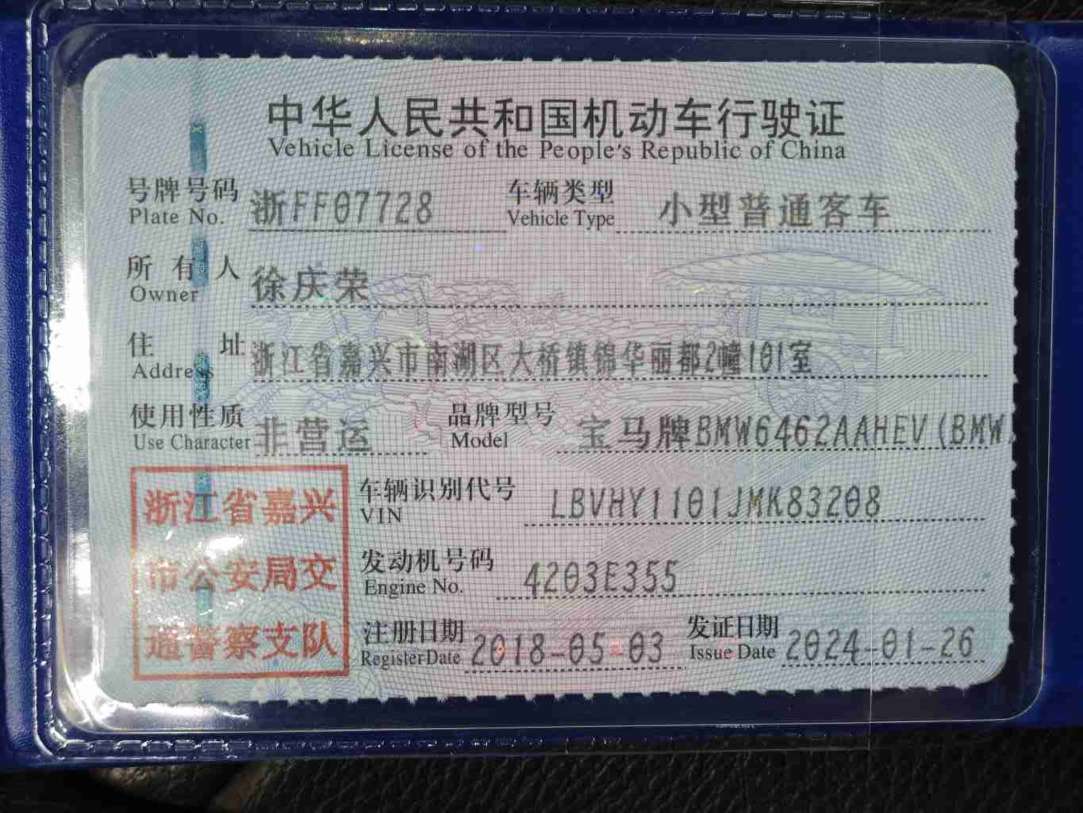 中华人民共和国机动车行驶证
Vehicle License of the People's Republic of China
号牌号码 浙FF07728 车辆类型 小型普通客车
Plate No. Vehicle Type
所有人 徐庆荣
Owner
住址 浙江省嘉兴市南湖区大桥镇锦华丽都2幢101室
Address
使用性质 非营运 品牌型号 宝马牌BMW6462AAHEV(BMW
Use Character Model
浙江省嘉兴
市公安局交
通警察支队
车辆识别代号 LBVHY1101JMK83208
VIN
发动机号码 4203E355
Engine No.
注册日期 2018-05-03 发证日期 2024-01-26
Register Date Issue Date